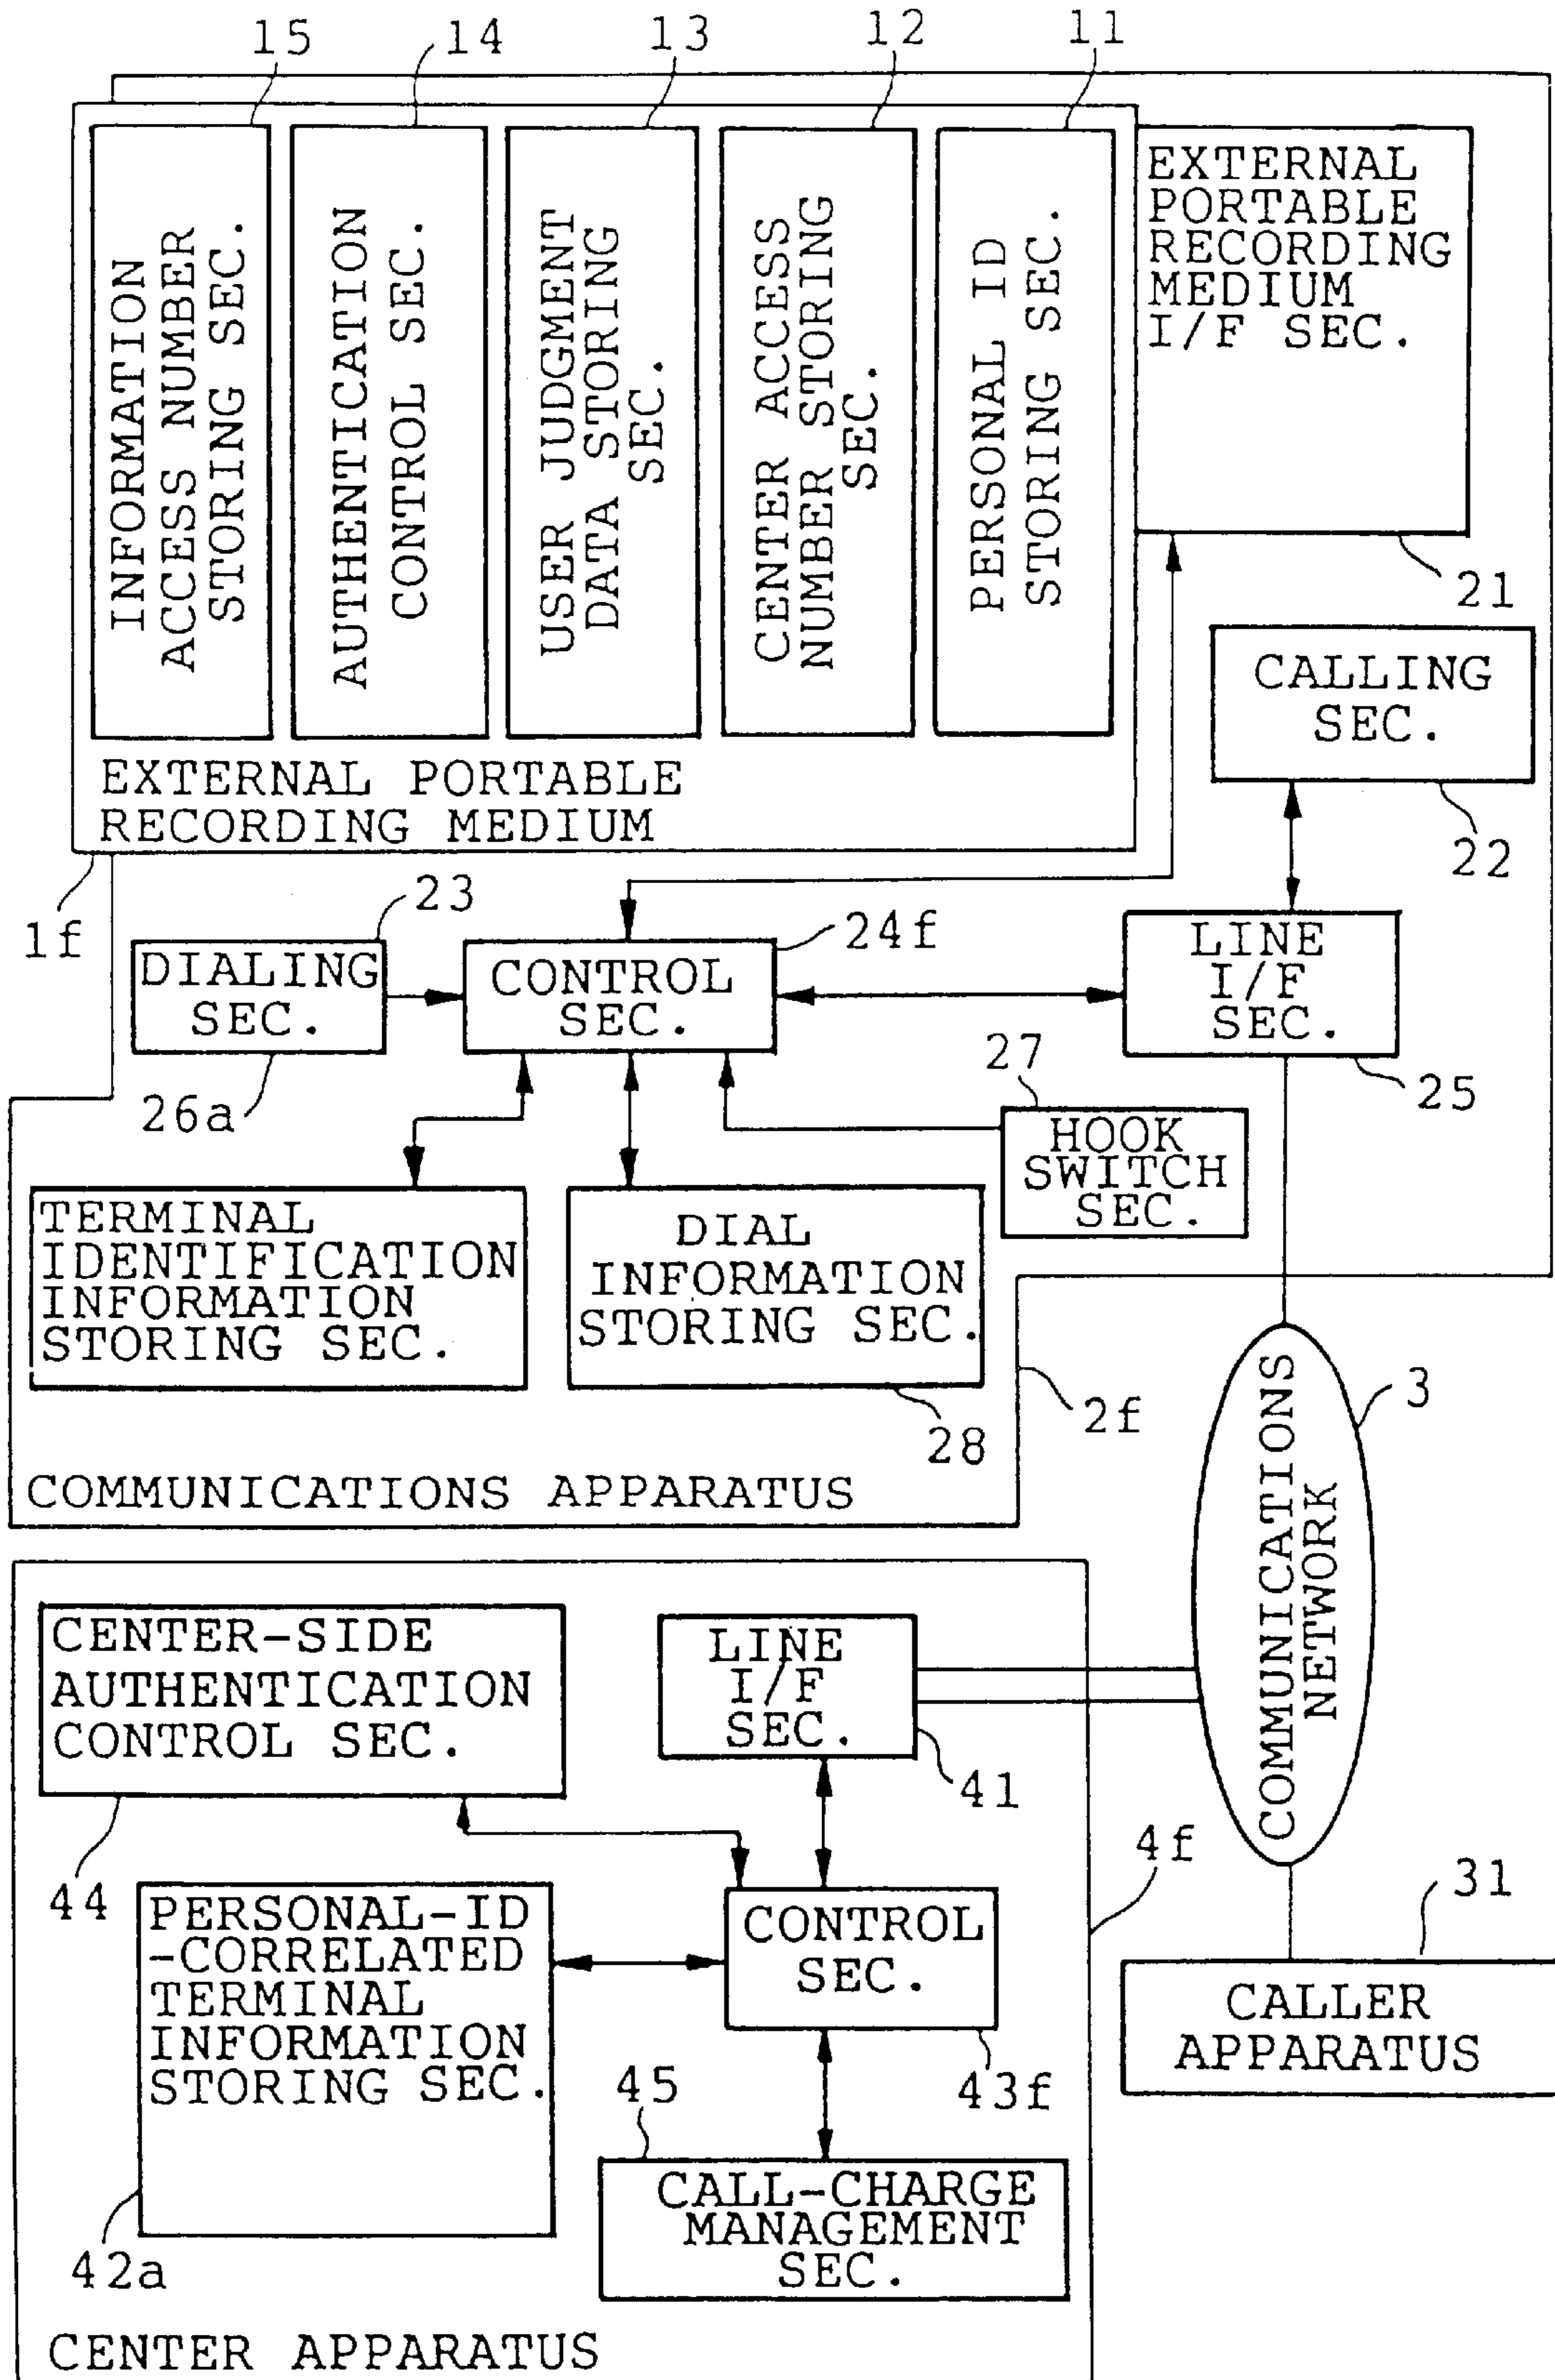 15
14
13
12
11
INFORMATION
ACCESS NUMBER
STORING SEC.
AUTHENTICATION
CONTROL SEC.
USER JUDGMENT
DATA STORING
SEC.
CENTER ACCESS
NUMBER STORING
SEC.
PERSONAL ID
STORING SEC.
EXTERNAL
PORTABLE
RECORDING
MEDIUM
I/F SEC.
21
EXTERNAL PORTABLE
RECORDING MEDIUM
1f
CALLING
SEC.
22
23
DIALING
SEC.
26a
24f
CONTROL
SEC.
LINE
I/F
SEC.
25
27
HOOK
SWITCH
SEC.
TERMINAL
IDENTIFICATION
INFORMATION
STORING SEC.
DIAL
INFORMATION
STORING SEC.
28
2f
COMMUNICATIONS APPARATUS
3
COMMUNICATIONS
NETWORK
CENTER-SIDE
AUTHENTICATION
CONTROL SEC.
44
LINE
I/F
SEC.
41
4f
PERSONAL-ID
-CORRELATED
TERMINAL
INFORMATION
STORING SEC.
42a
CONTROL
SEC.
43f
45
CALL-CHARGE
MANAGEMENT
SEC.
31
CALLER
APPARATUS
CENTER APPARATUS